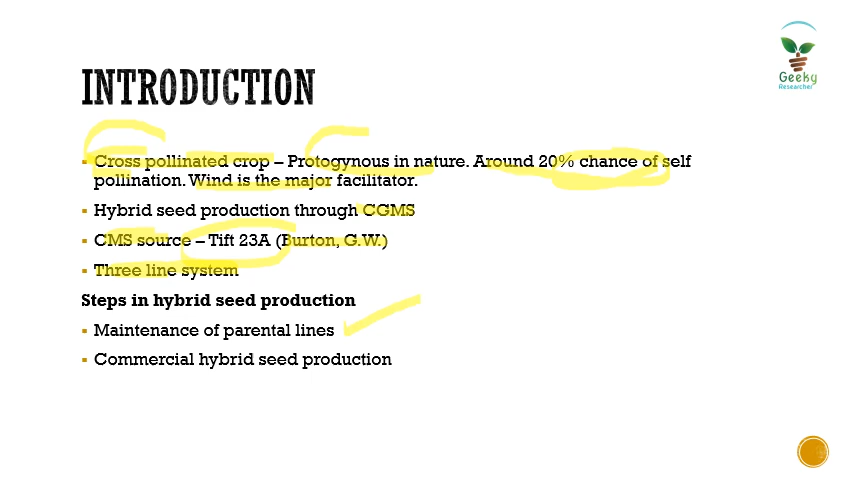 Geeky
Researcher
INTRODUCTION
▪ Cross pollinated crop – Protogynous in nature. Around 20% chance of self
pollination. Wind is the major facilitator.
▪ Hybrid seed production through CGMS
▪ CMS source – Tift 23A (Burton, G.W.)
▪ Three line system
Steps in hybrid seed production
▪ Maintenance of parental lines
▪ Commercial hybrid seed production